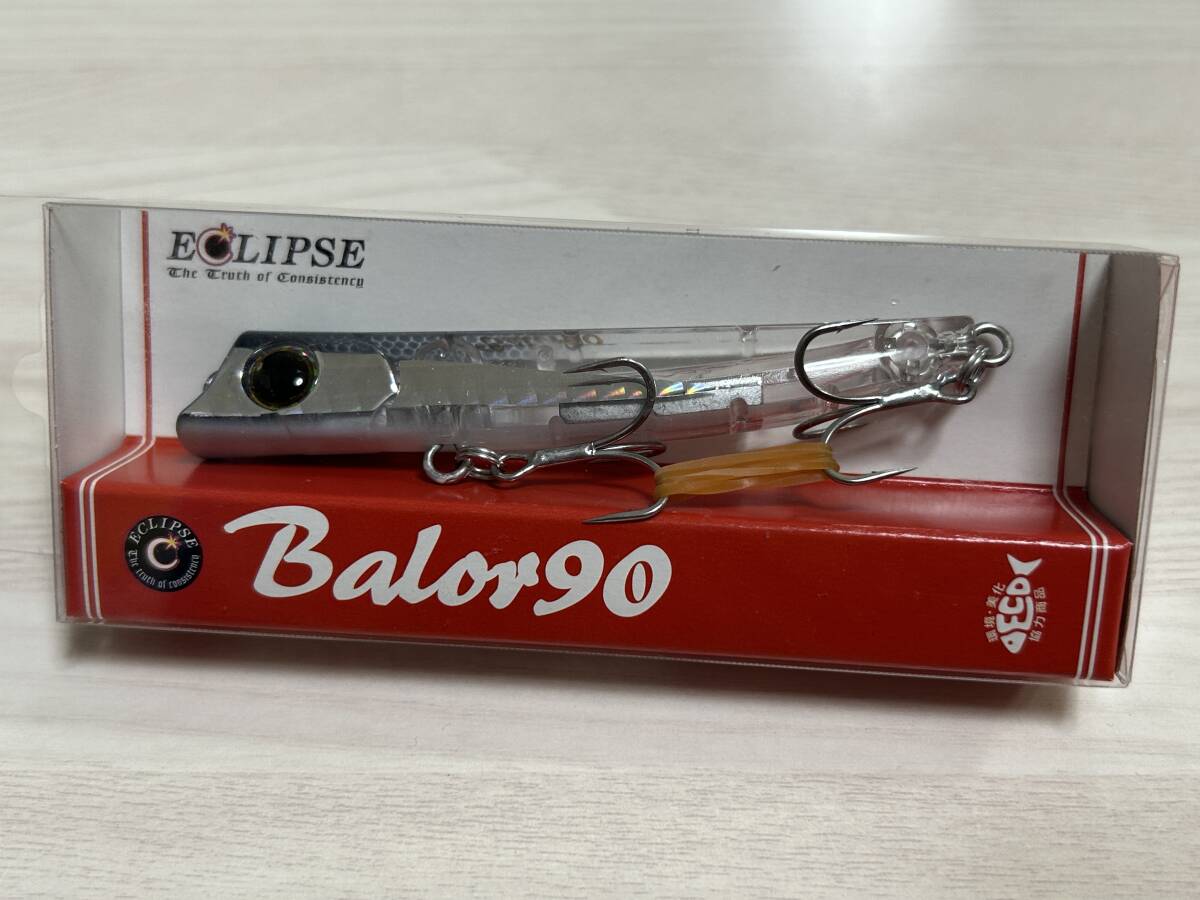 ECLIPSE
The Truth of Consistency
ECLIPSE
The truth of consistency
Balor90
環境・美化
ECO
協力商品